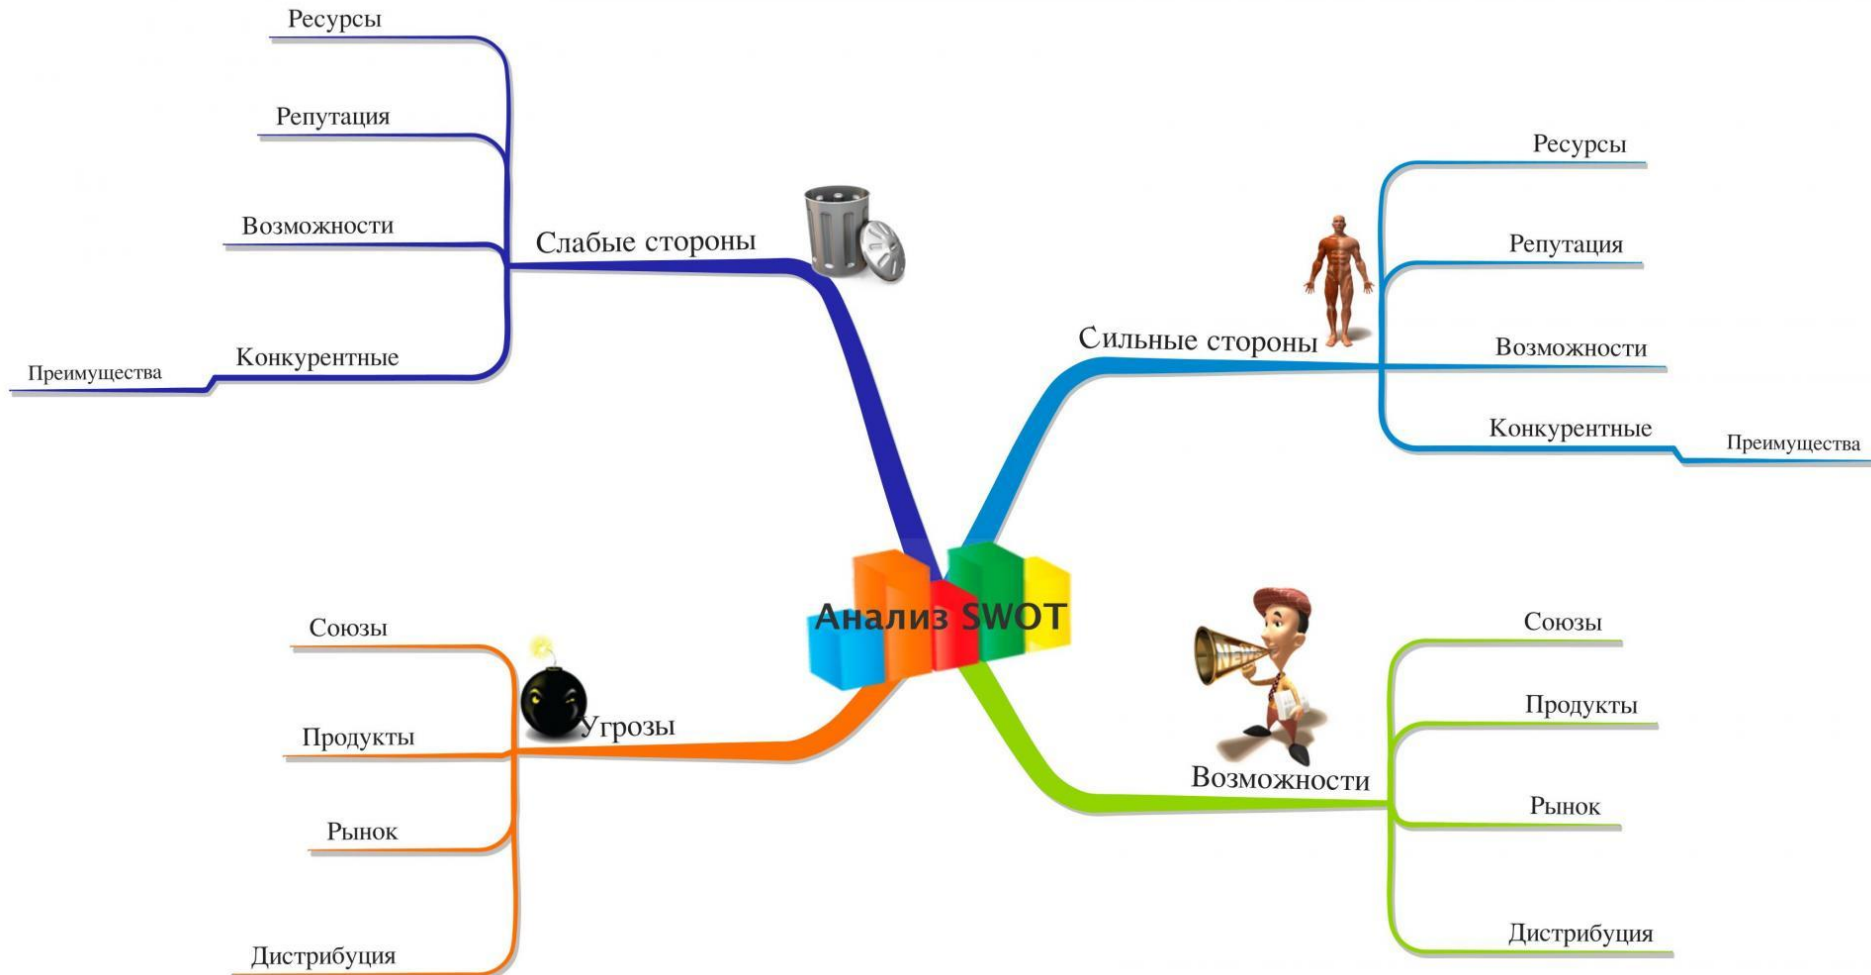 Анализ SWOT
Сильные стороны
Ресурсы
Репутация
Возможности
Конкурентные
Преимущества
Возможности
Союзы
Продукты
Рынок
Дистрибуция
Угрозы
Союзы
Продукты
Рынок
Дистрибуция
Слабые стороны
Ресурсы
Репутация
Возможности
Конкурентные
Преимущества